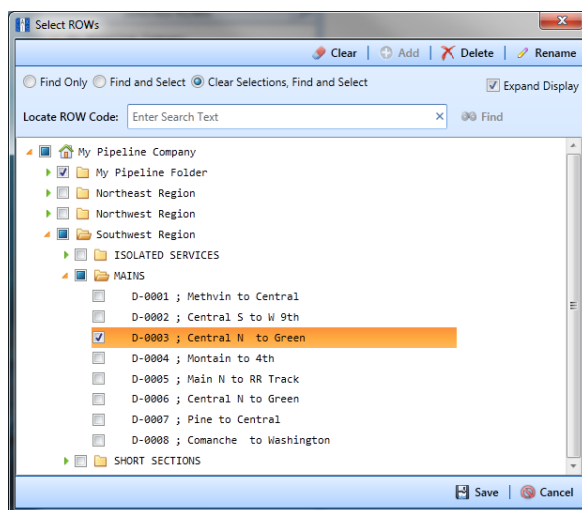 Select ROWs
Clear Add Delete Rename
Find Only Find and Select Clear Selections, Find and Select Expand Display
Locate ROW Code: Enter Search Text Find
My Pipeline Company
My Pipeline Folder
Northeast Region
Northwest Region
Southwest Region
ISOLATED SERVICES
MAINS
D-0001 ; Methvin to Central
D-0002 ; Central S to W 9th
D-0003 ; Central N  to Green
D-0004 ; Montain to 4th
D-0005 ; Main N to RR Track
D-0006 ; Central N to Green
D-0007 ; Pine to Central
D-0008 ; Comanche  to Washington
SHORT SECTIONS
Save Cancel